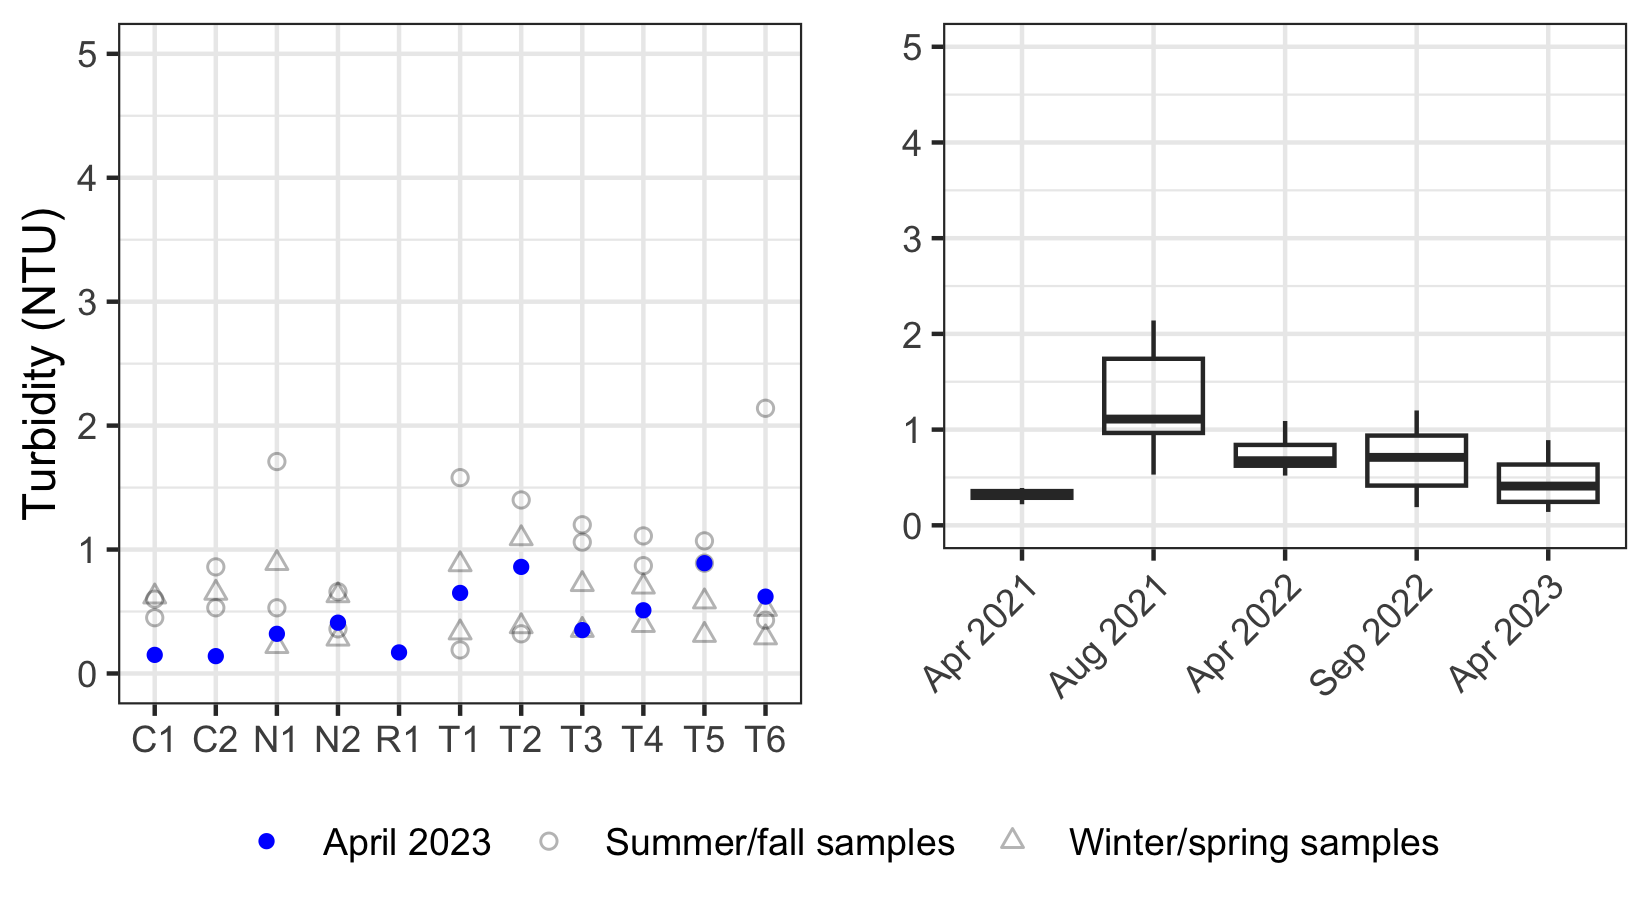 Turbidity (NTU)
5
4
3
2
1
0
C1 C2 N1 N2 R1 T1 T2 T3 T4 T5 T6
5
4
3
2
1
0
Apr 2021
Aug 2021
Apr 2022
Sep 2022
Apr 2023
April 2023 Summer/fall samples Winter/spring samples